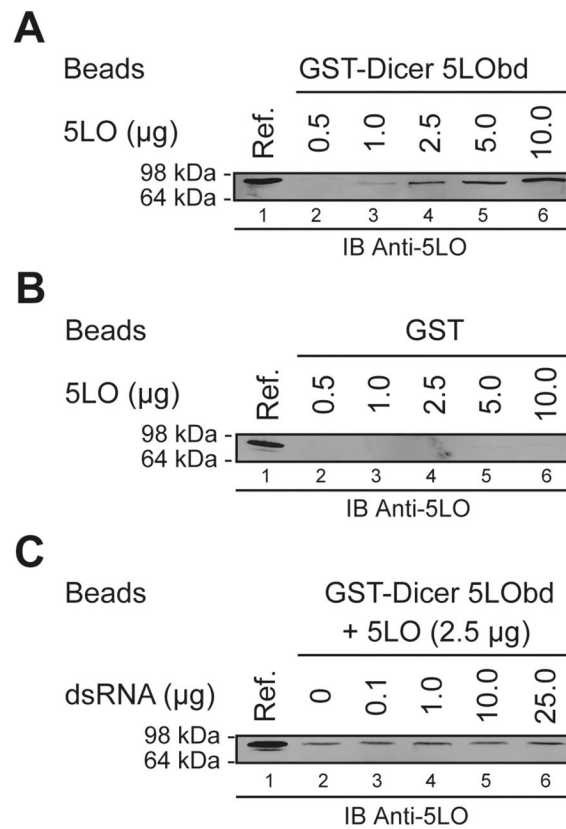 A
Beads GST-Dicer 5LObd
5LO (µg) Ref. 0.5 1.0 2.5 5.0 10.0
98 kDa -
64 kDa -
1 2 3 4 5 6
IB Anti-5LO
B
Beads GST
5LO (µg) Ref. 0.5 1.0 2.5 5.0 10.0
98 kDa -
64 kDa -
1 2 3 4 5 6
IB Anti-5LO
C
Beads GST-Dicer 5LObd
+ 5LO (2.5 µg)
dsRNA (µg) Ref. 0 0.1 1.0 10.0 25.0
98 kDa -
64 kDa -
1 2 3 4 5 6
IB Anti-5LO